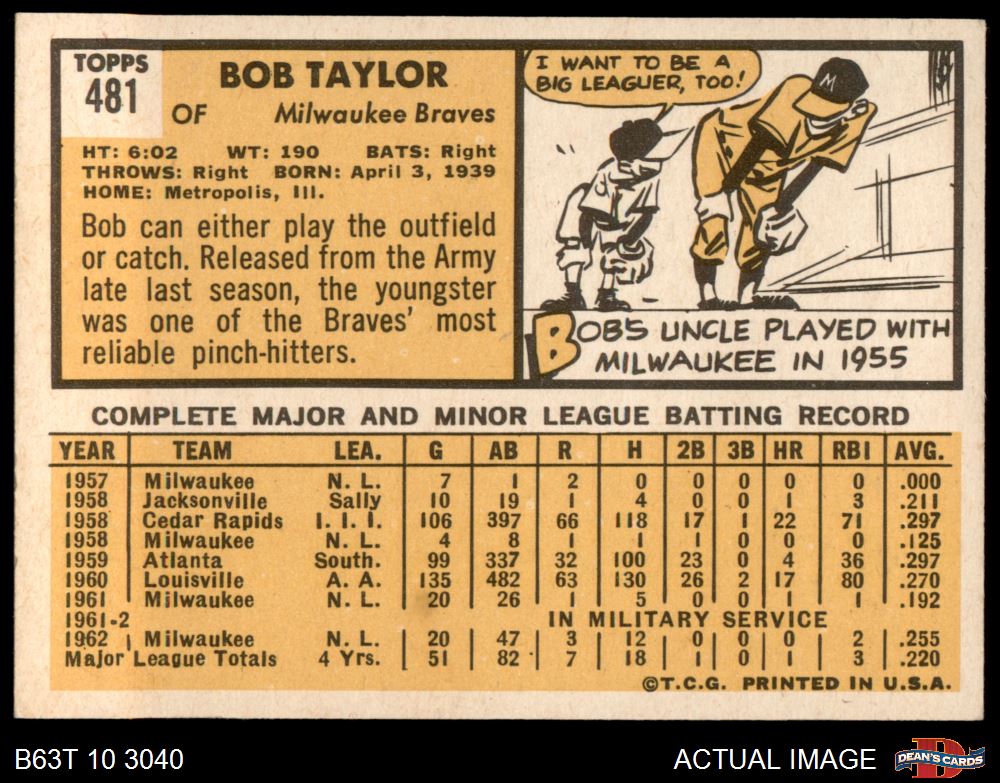 TOPPS
481
BOB TAYLOR
OF Milwaukee Braves
HT: 6:02 WT: 190 BATS: Right
THROWS: Right BORN: April 3, 1939
HOME: Metropolis, Ill.
Bob can either play the outfield
or catch. Released from the Army
late last season, the youngster
was one of the Braves' most
reliable pinch-hitters.
I WANT TO BE A
BIG LEAGUER, TOO!
M
BOB'S UNCLE PLAYED WITH
MILWAUKEE IN 1955
COMPLETE MAJOR AND MINOR LEAGUE BATTING RECORD
YEAR TEAM LEA. G AB R H 2B 3B HR RBI AVG.
1957 Milwaukee N. L. 7 1 2 0 0 0 0 0 .000
1958 Jacksonville Sally 10 19 1 4 0 0 1 3 .211
1958 Cedar Rapids I. I. I. 106 397 66 118 17 1 22 71 .297
1958 Milwaukee N. L. 4 8 1 1 1 0 0 0 .125
1959 Atlanta South. 99 337 32 100 23 0 4 36 .297
1960 Louisville A. A. 135 482 63 130 26 2 17 80 .270
1961 Milwaukee N. L. 20 26 1 5 0 0 1 1 .192
1961-2 IN MILITARY SERVICE
1962 Milwaukee N. L. 20 47 3 12 0 0 0 2 .255
Major League Totals 4 Yrs. 51 82 7 18 1 0 1 3 .220
©T.C.G. PRINTED IN U.S.A.
B63T 10 3040 ACTUAL IMAGE D DEAN'S CARDS